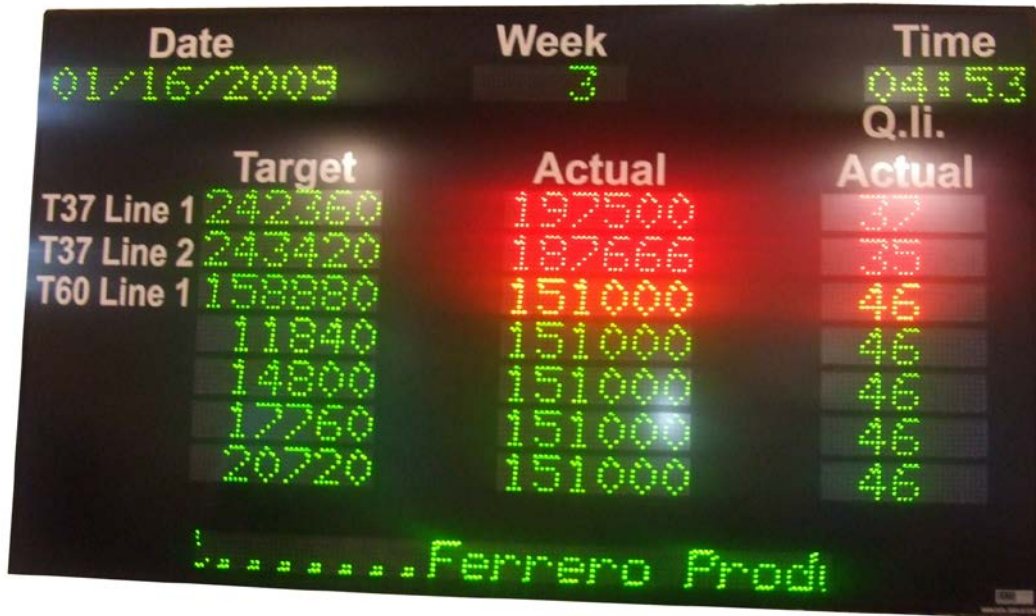 Date Week Time
01/16/2009 3 04:53
Q.li.
Target Actual Actual
T37 Line 1 242360 197500 37
T37 Line 2 243420 187666 35
T60 Line 1 158880 151000 46
11840 151000 46
14800 151000 46
17760 151000 46
20720 151000 46
........Ferrero Prod